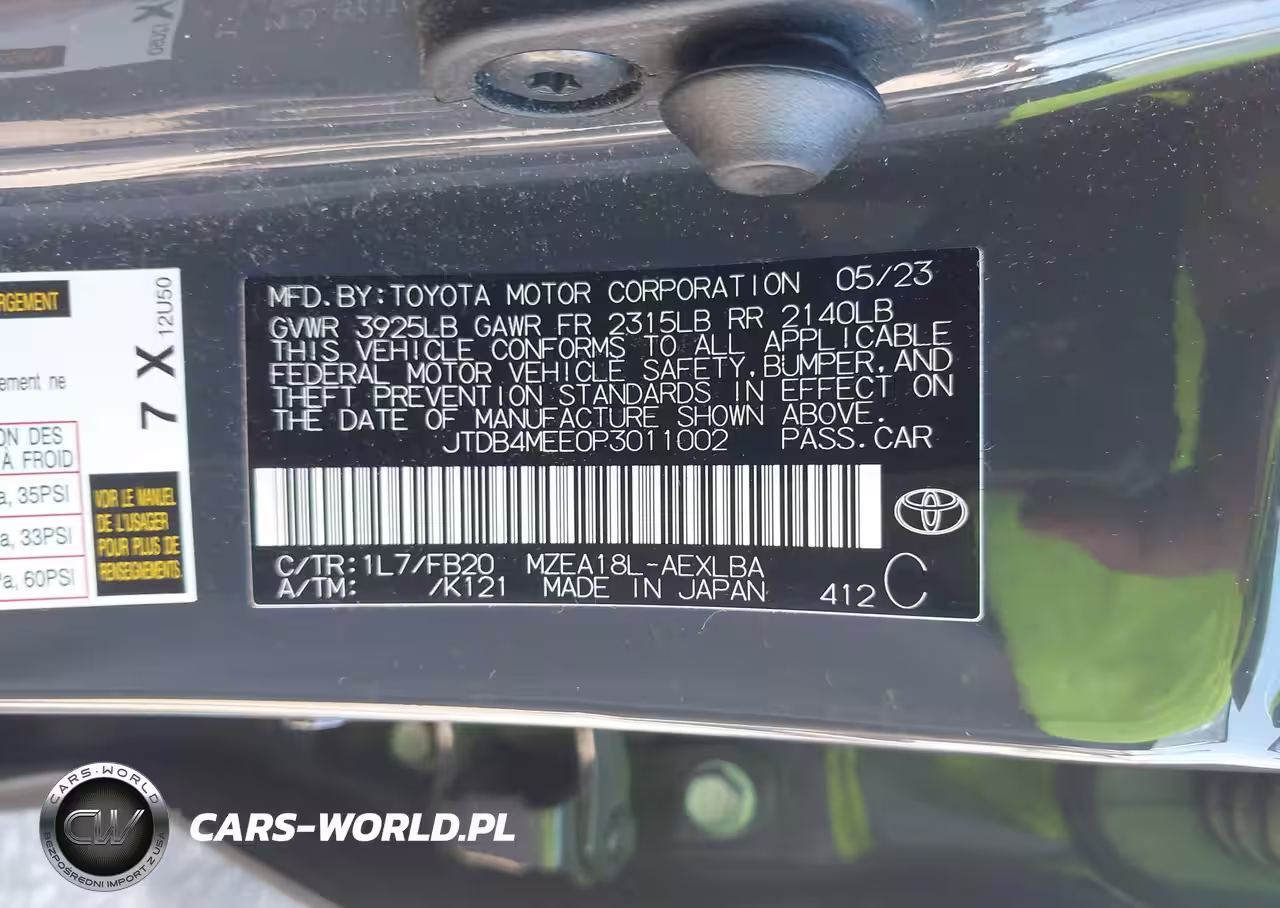 RGEMENT
ement ne
ON DES
À FROID
a, 35PSI
a, 33PSI
Pa, 60PSI
VOIR LE MANUEL
DE L'USAGER
POUR PLUS DE
RENSEIGNEMENTS
7 X 12U50
MFD.BY:TOYOTA MOTOR CORPORATION 05/23
GVWR 3925LB GAWR FR 2315LB RR 2140LB
THIS VEHICLE CONFORMS TO ALL APPLICABLE
FEDERAL MOTOR VEHICLE SAFETY,BUMPER,AND
THEFT PREVENTION STANDARDS IN EFFECT ON
THE DATE OF MANUFACTURE SHOWN ABOVE.
JTDB4MEE0P3011002 PASS.CAR
C/TR:1L7/FB20 MZEA18L-AEXLBA
A/TM: /K121 MADE IN JAPAN 412 C
CARS-WORLD
CW
BEZPOŚREDNI IMPORT Z USA
CARS-WORLD.PL